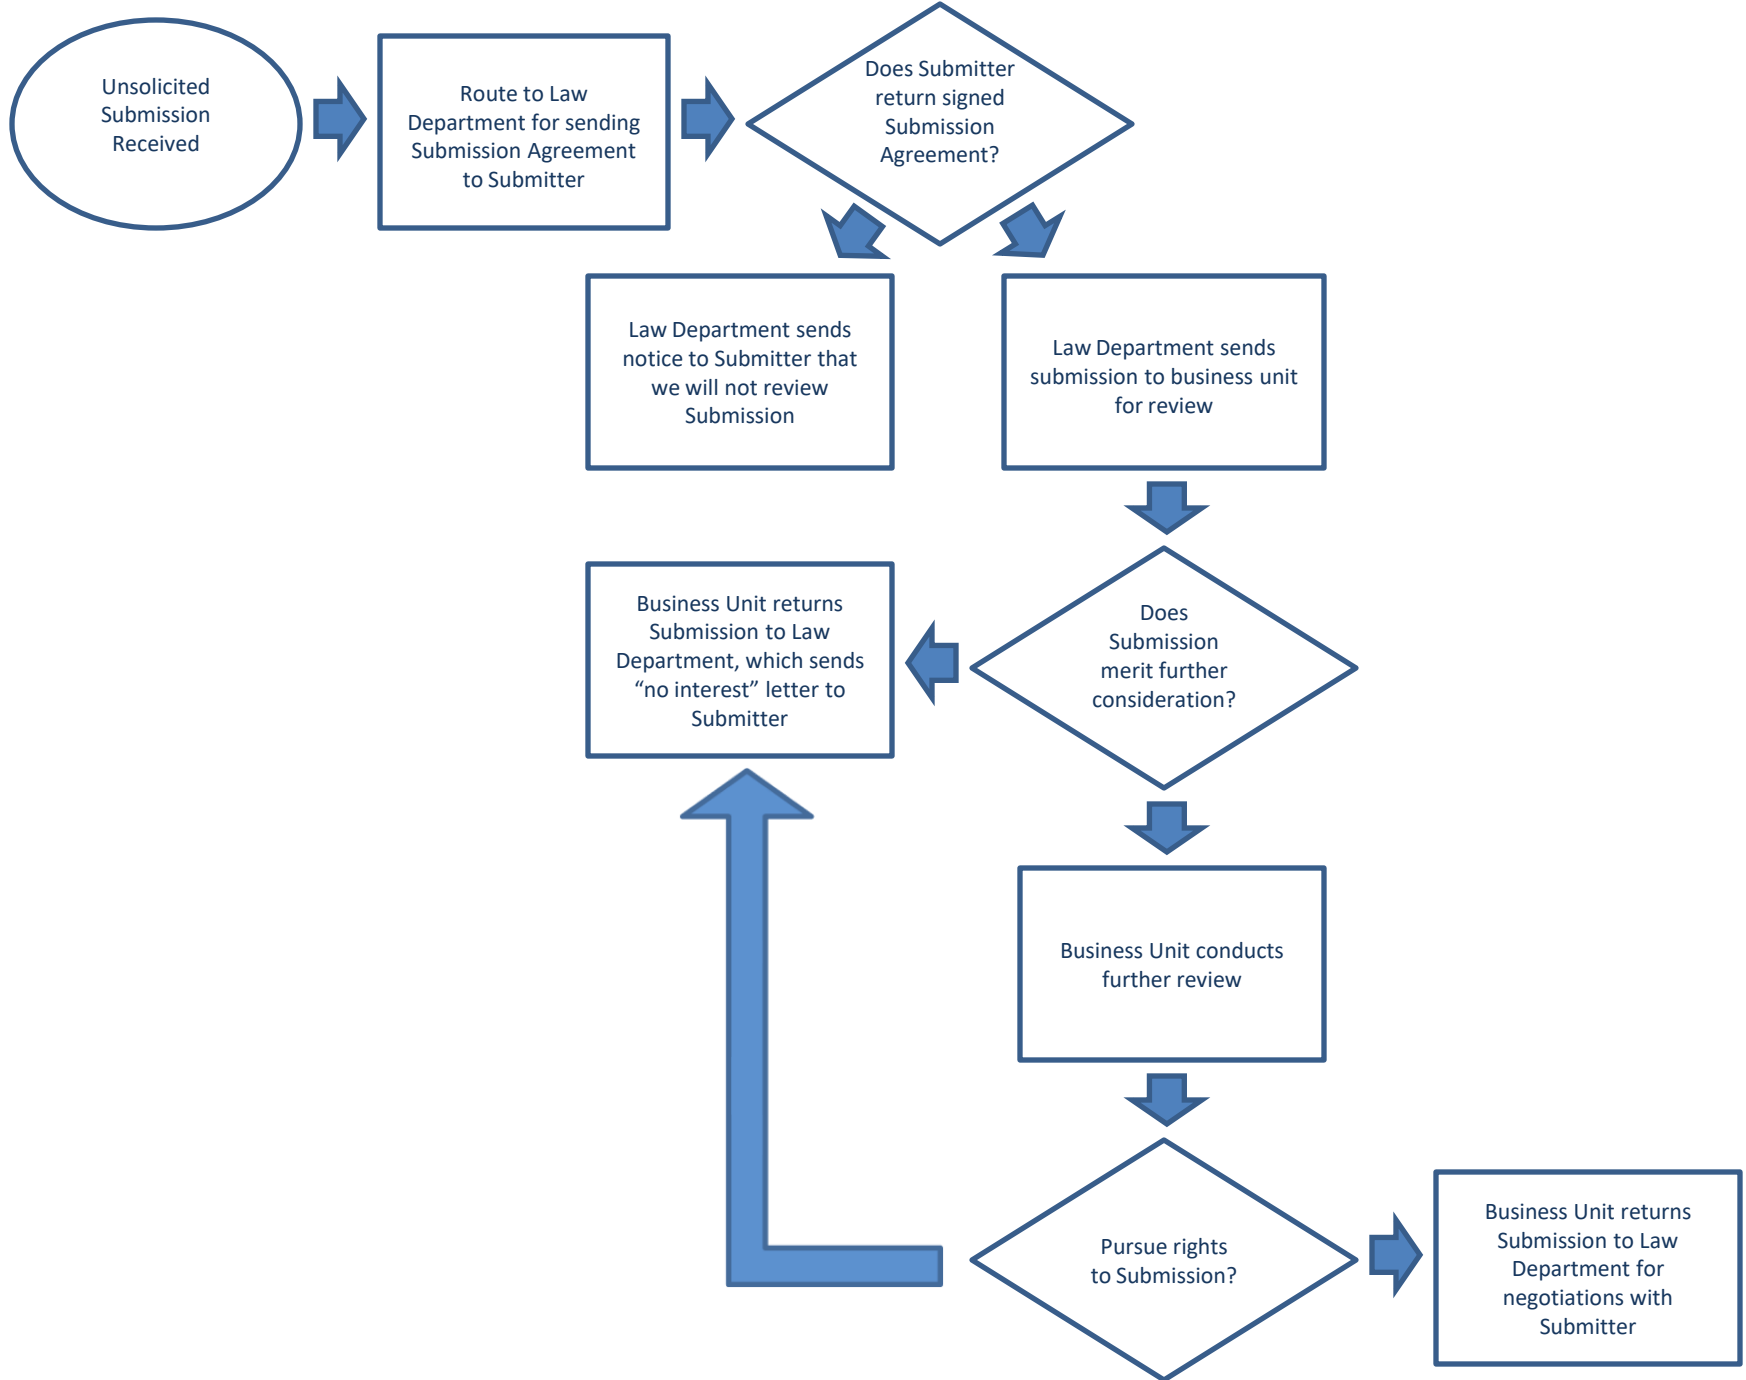 Unsolicited
Submission
Received
Route to Law
Department for sending
Submission Agreement
to Submitter
Does Submitter
return signed
Submission
Agreement?
Law Department sends
notice to Submitter that
we will not review
Submission
Law Department sends
submission to business unit
for review
Business Unit returns
Submission to Law
Department, which sends
“no interest” letter to
Submitter
Does
Submission
merit further
consideration?
Business Unit conducts
further review
Pursue rights
to Submission?
Business Unit returns
Submission to Law
Department for
negotiations with
Submitter